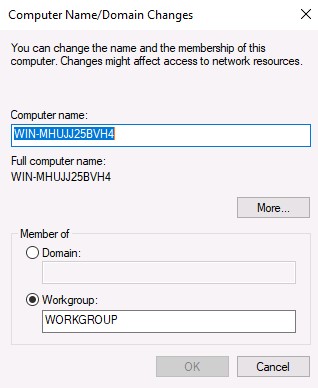 Computer Name/Domain Changes
You can change the name and the membership of this
computer. Changes might affect access to network resources.
Computer name:
WIN-MHUJJ25BVH4
Full computer name:
WIN-MHUJJ25BVH4
More...
Member of
Domain:
Workgroup:
WORKGROUP
OK
Cancel